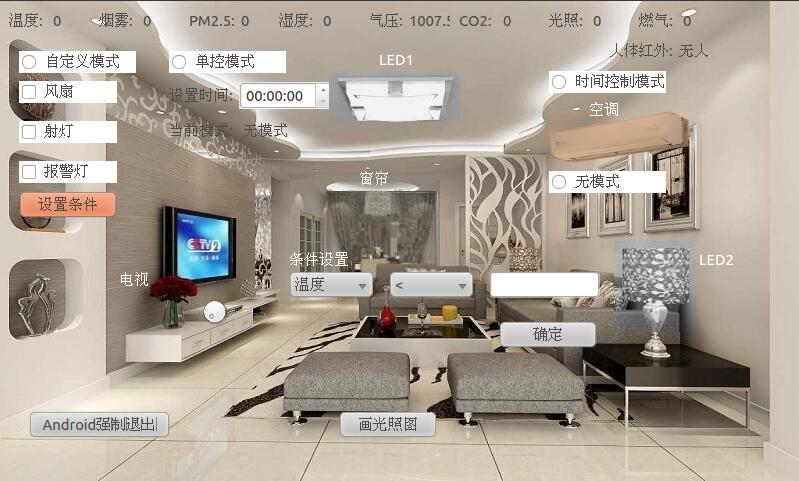 温度: 0 烟雾: 0 PM2.5: 0 湿度: 0 气压: 1007.5 CO2: 0 光照: 0 燃气: 0
人体红外: 无人
自定义模式 单控模式 LED1
时间控制模式
风扇 设置时间: 00:00:00
空调
射灯 当前模式: 无模式
报警灯 窗帘 无模式
设置条件
条件设置 LED2
电视 温度 <
CCTV2
确定
Android强制退出
画光照图